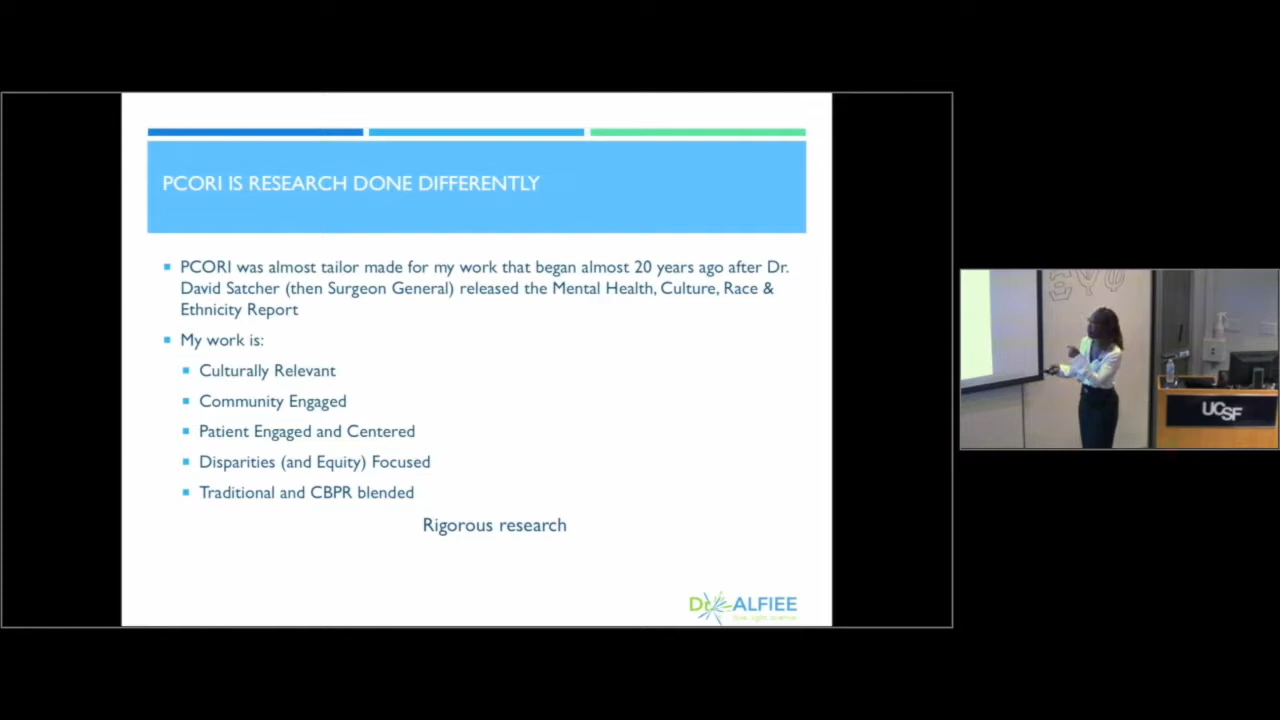 PCORI IS RESEARCH DONE DIFFERENTLY
PCORI was almost tailor made for my work that began almost 20 years ago after Dr.
David Satcher (then Surgeon General) released the Mental Health, Culture, Race &
Ethnicity Report
My work is:
Culturally Relevant
Community Engaged
Patient Engaged and Centered
Disparities (and Equity) Focused
Traditional and CBPR blended
Rigorous research
Dr. ALFIEE
UCSF